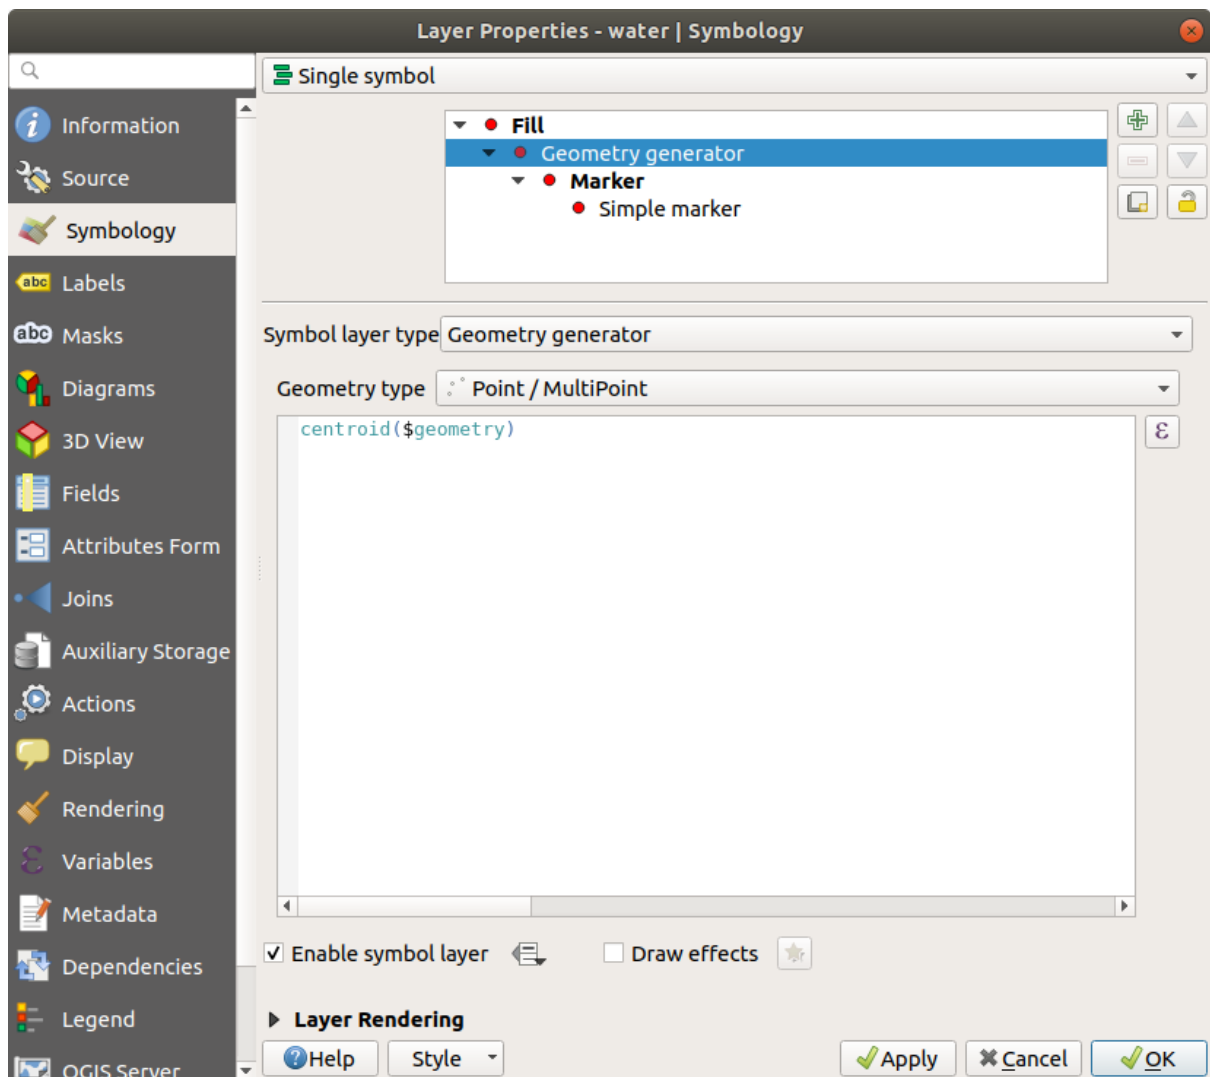 Layer Properties - water | Symbology
Single symbol
Information
Source
Symbology
Labels
Masks
Diagrams
3D View
Fields
Attributes Form
Joins
Auxiliary Storage
Actions
Display
Rendering
Variables
Metadata
Dependencies
Legend
QGIS Server
Fill
Geometry generator
Marker
Simple marker
Symbol layer type Geometry generator
Geometry type Point / MultiPoint
centroid($geometry)
ε
Enable symbol layer Draw effects
Layer Rendering
Help Style Apply Cancel OK
abc
abc